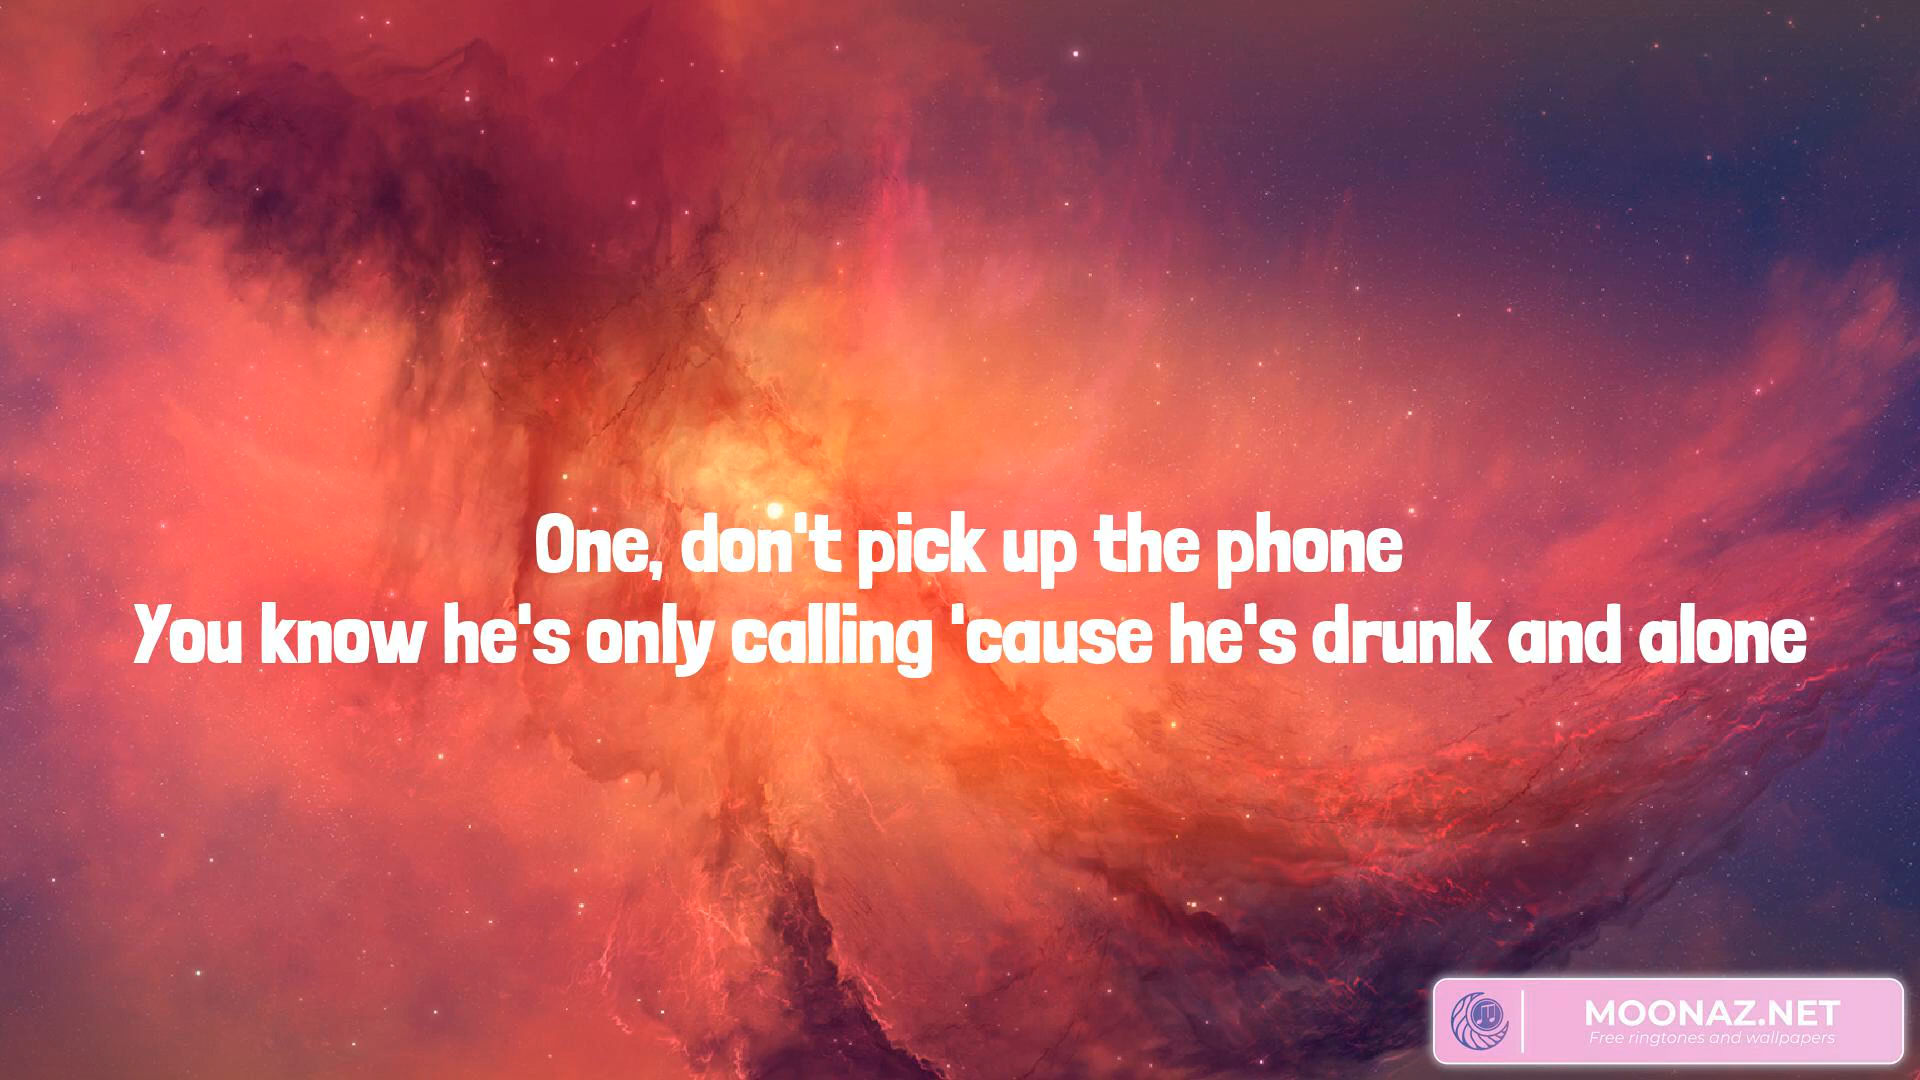 One, don't pick up the phone
You know he's only calling 'cause he's drunk and alone
MOONAZ.NET
Free ringtones and wallpapers